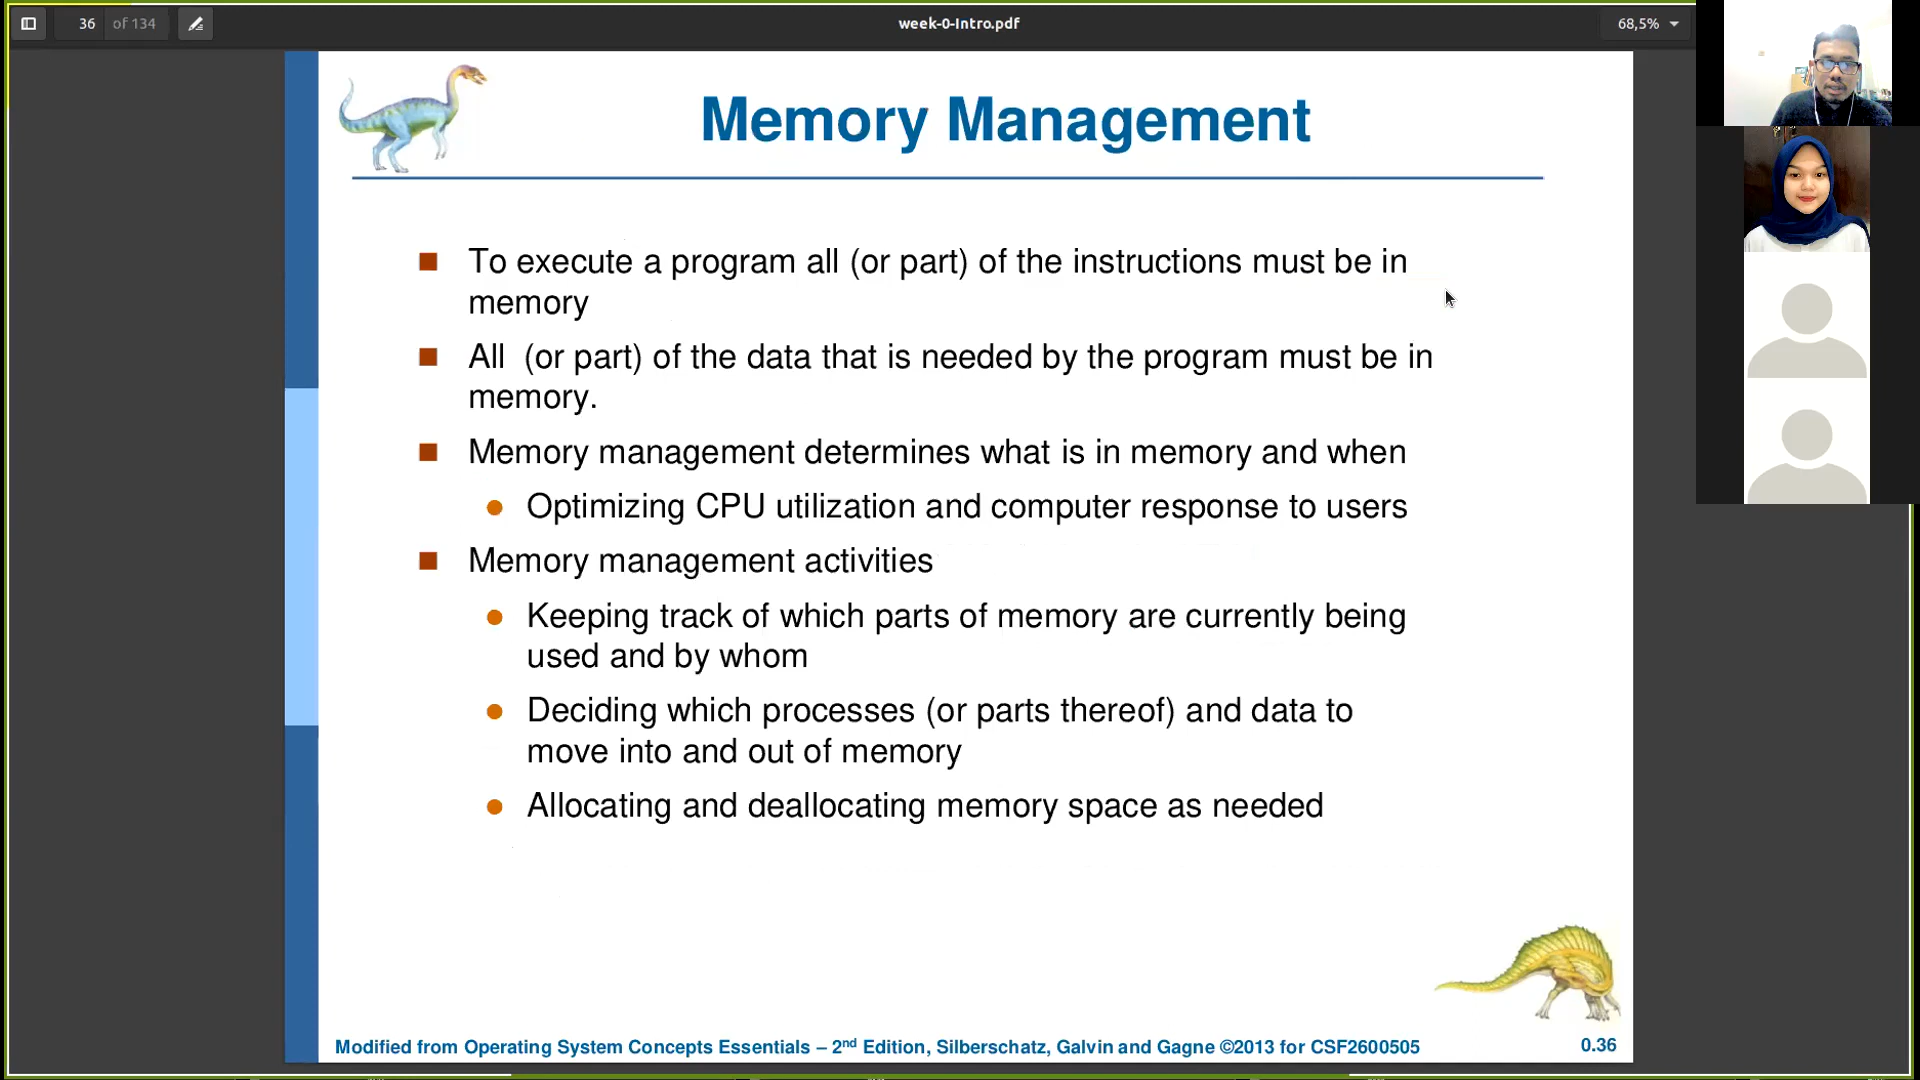 36 of 134
week-0-Intro.pdf
68,5%
Memory Management
To execute a program all (or part) of the instructions must be in
memory
All (or part) of the data that is needed by the program must be in
memory.
Memory management determines what is in memory and when
Optimizing CPU utilization and computer response to users
Memory management activities
Keeping track of which parts of memory are currently being
used and by whom
Deciding which processes (or parts thereof) and data to
move into and out of memory
Allocating and deallocating memory space as needed
Modified from Operating System Concepts Essentials – 2nd Edition, Silberschatz, Galvin and Gagne ©2013 for CSF2600505
0.36